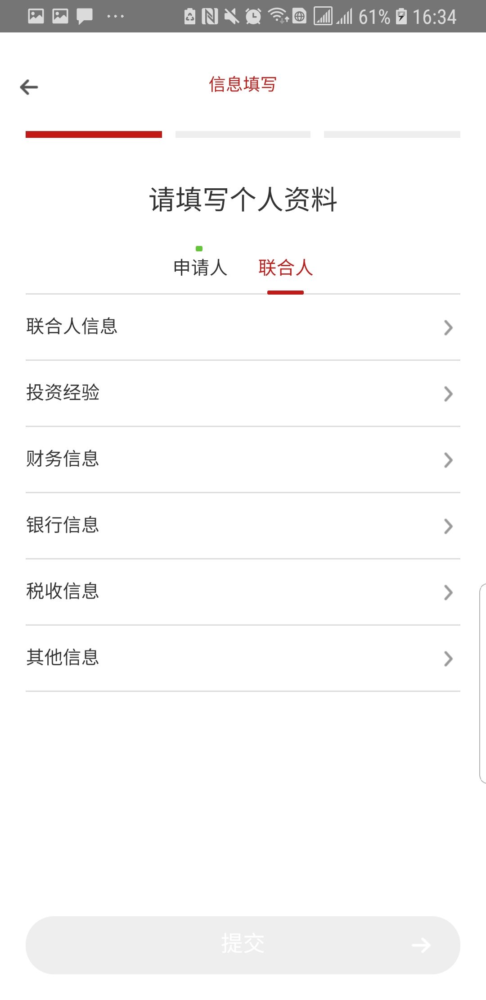 61% 16:34
信息填写
请填写个人资料
申请人 联合人
联合人信息
投资经验
财务信息
银行信息
税收信息
其他信息
提交